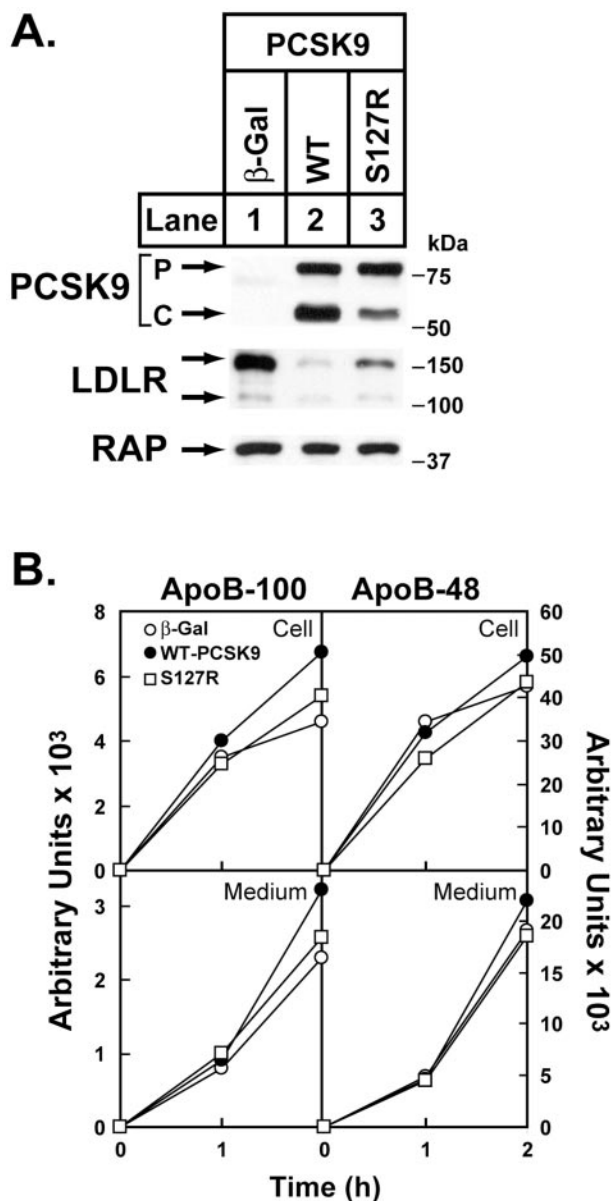 A.
PCSK9
β-Gal
WT
S127R
Lane 1 2 3
kDa
P
PCSK9
C
–75
–50
LDLR
–150
–100
RAP
–37
B.
ApoB-100 ApoB-48
8 Cell Cell 60
○ β-Gal
● WT-PCSK9
□ S127R
50
6
40
4
30
20
2
10
0 0
Medium Medium
3
20
2
15
10
1
5
0 0
Arbitrary Units x 10³
Arbitrary Units x 10³
0 1 0 1 2
Time (h)